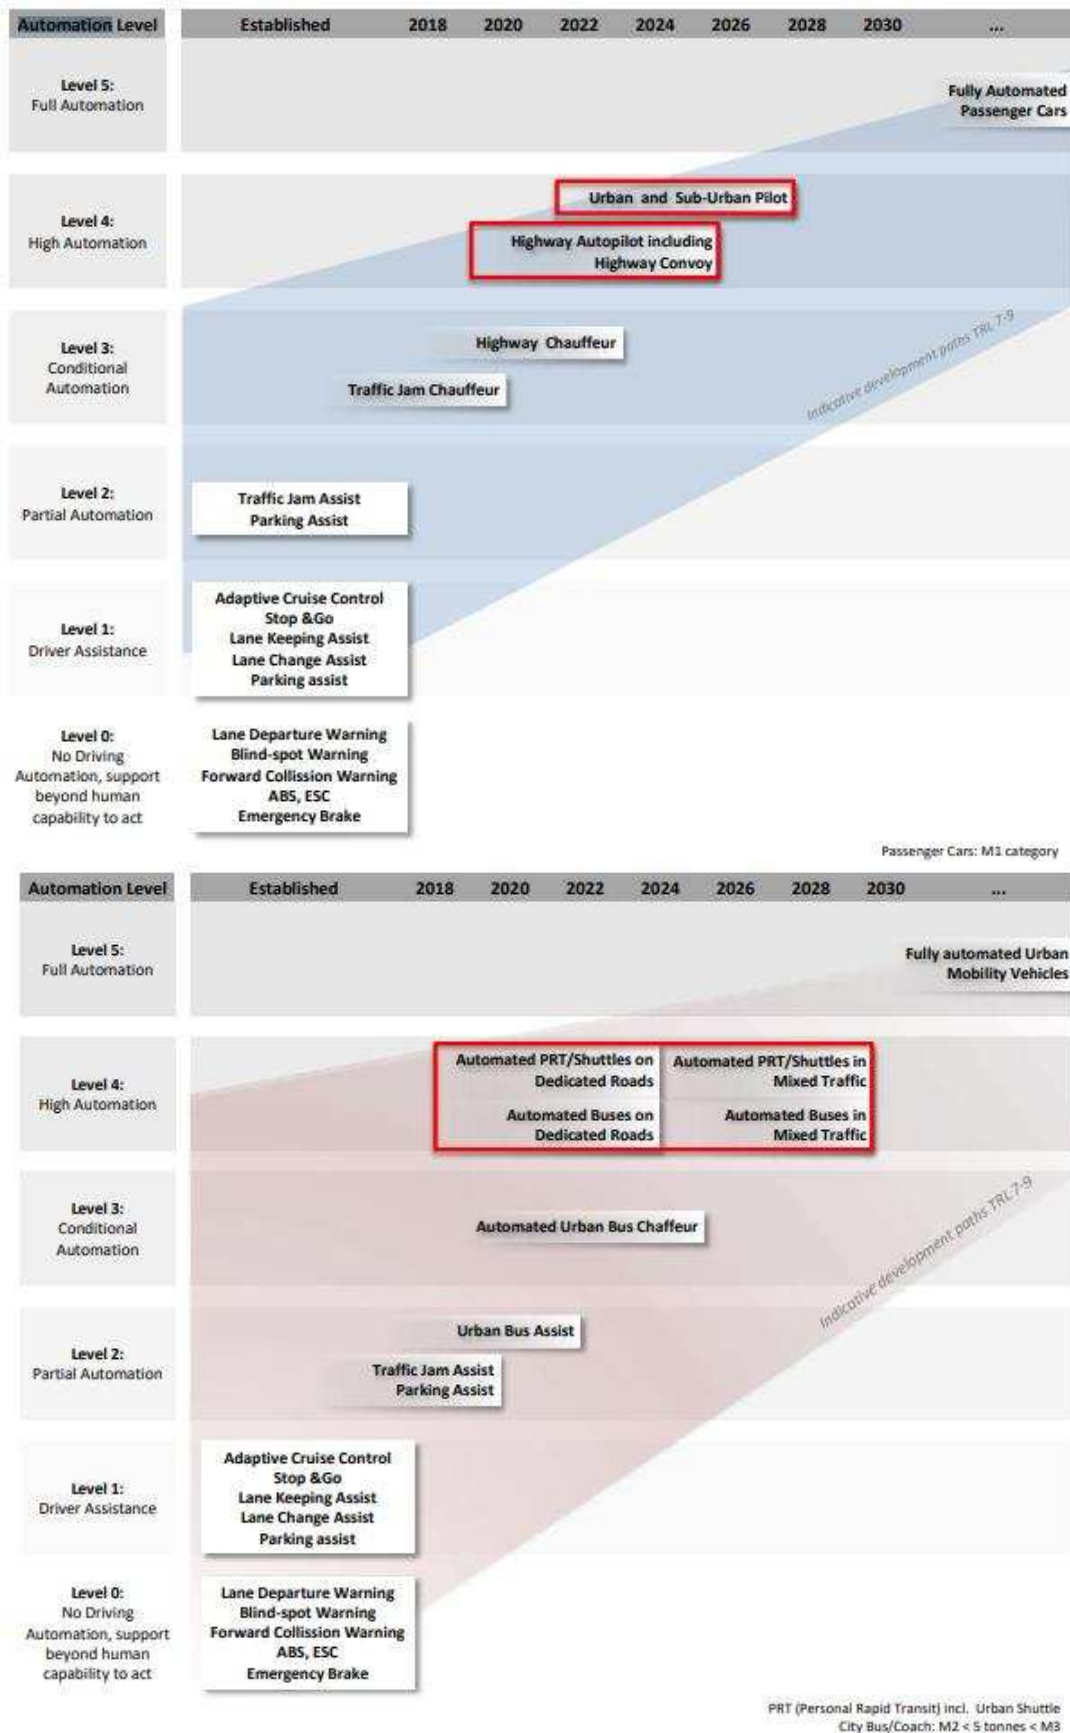 Automation Level Established 2018 2020 2022 2024 2026 2028 2030 ...
Level 5:
Full Automation
Fully Automated
Passenger Cars
Level 4:
High Automation
Urban and Sub-Urban Pilot
Highway Autopilot including
Highway Convoy
Level 3:
Conditional
Automation
Highway Chauffeur
Traffic Jam Chauffeur
Indicative development paths TRL 7-9
Level 2:
Partial Automation
Traffic Jam Assist
Parking Assist
Level 1:
Driver Assistance
Adaptive Cruise Control
Stop &Go
Lane Keeping Assist
Lane Change Assist
Parking assist
Level 0:
No Driving
Automation, support
beyond human
capability to act
Lane Departure Warning
Blind-spot Warning
Forward Collission Warning
ABS, ESC
Emergency Brake
Passenger Cars: M1 category
Automation Level Established 2018 2020 2022 2024 2026 2028 2030 ...
Level 5:
Full Automation
Fully automated Urban
Mobility Vehicles
Level 4:
High Automation
Automated PRT/Shuttles on
Dedicated Roads
Automated PRT/Shuttles in
Mixed Traffic
Automated Buses on
Dedicated Roads
Automated Buses in
Mixed Traffic
Level 3:
Conditional
Automation
Automated Urban Bus Chaffeur
Indicative development paths TRL 7-9
Level 2:
Partial Automation
Urban Bus Assist
Traffic Jam Assist
Parking Assist
Level 1:
Driver Assistance
Adaptive Cruise Control
Stop &Go
Lane Keeping Assist
Lane Change Assist
Parking assist
Level 0:
No Driving
Automation, support
beyond human
capability to act
Lane Departure Warning
Blind-spot Warning
Forward Collission Warning
ABS, ESC
Emergency Brake
PRT (Personal Rapid Transit) incl. Urban Shuttle
City Bus/Coach: M2 < 5 tonnes < M3